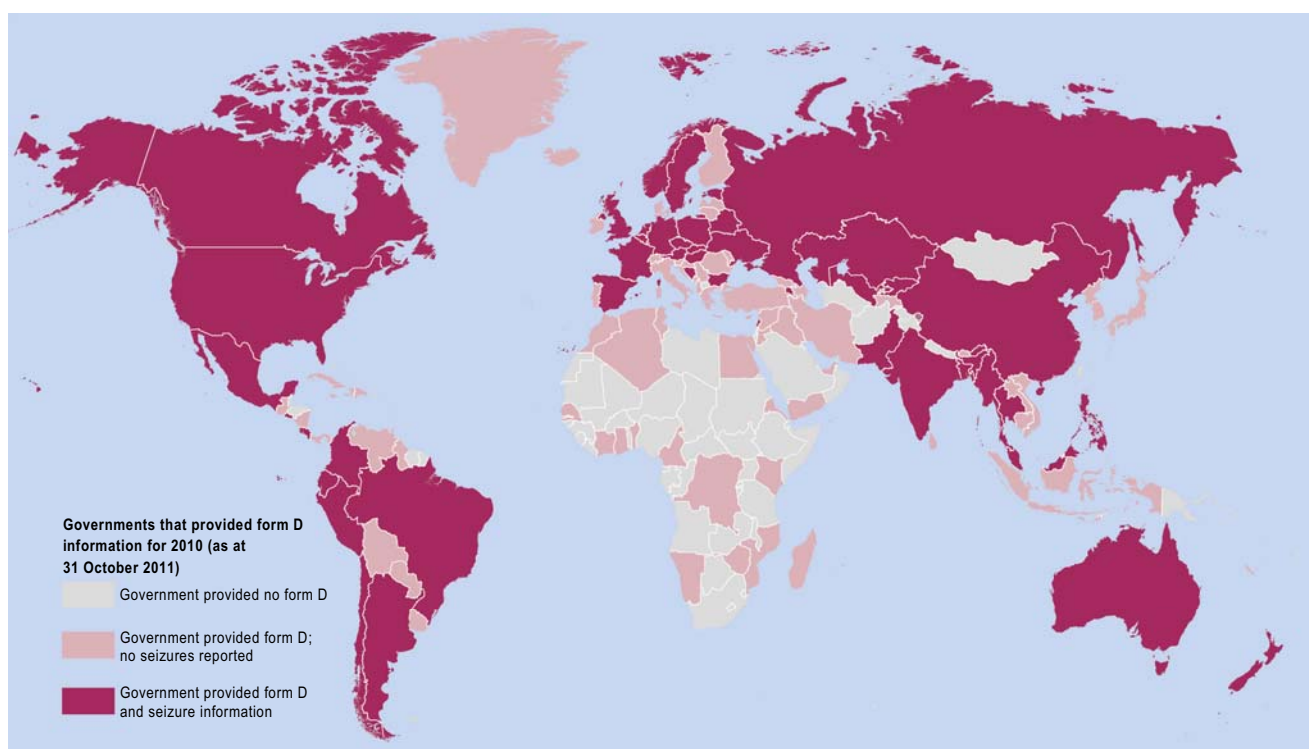 Governments that provided form D
information for 2010 (as at
31 October 2011)
Government provided no form D
Government provided form D;
no seizures reported
Government provided form D
and seizure information